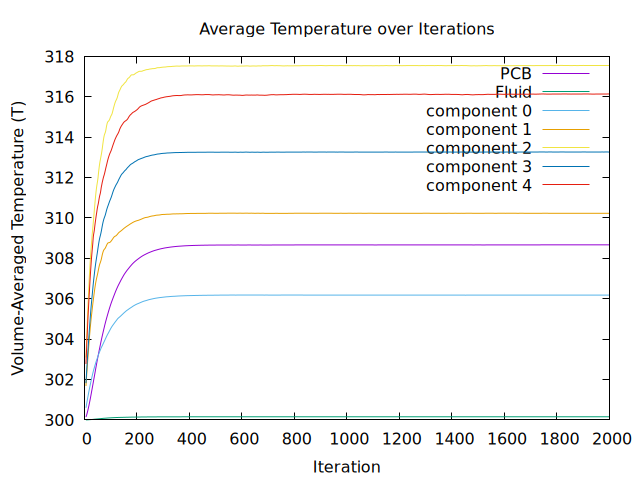 Average Temperature over Iterations
Volume-Averaged Temperature (T)
318
316
314
312
310
308
306
304
302
300
PCB
Fluid
component 0
component 1
component 2
component 3
component 4
0 200 400 600 800 1000 1200 1400 1600 1800 2000
Iteration